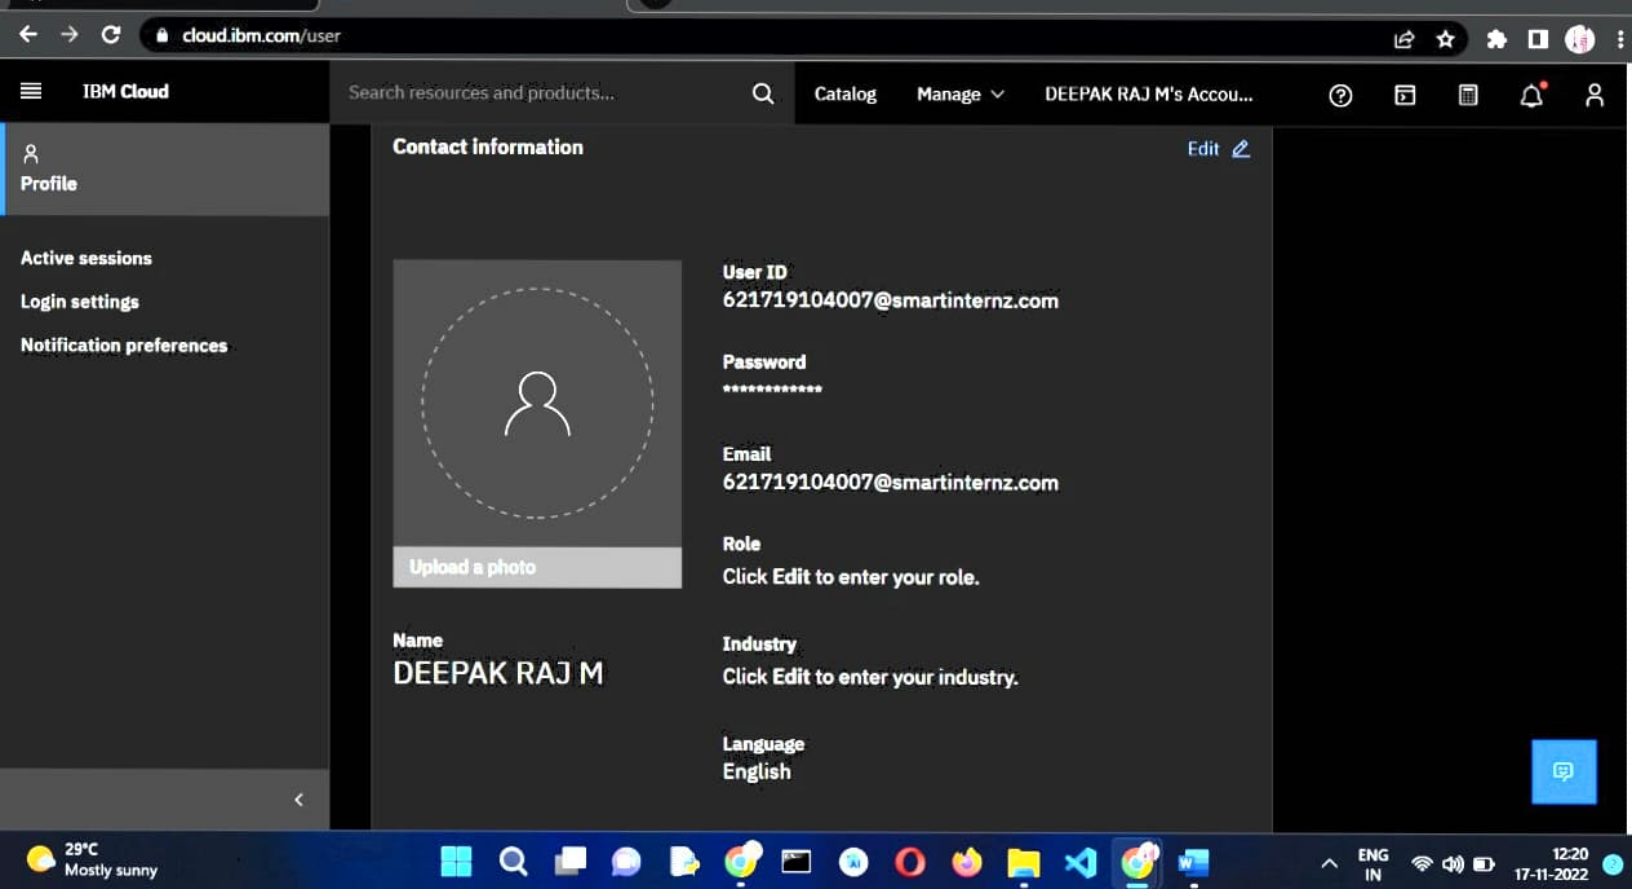 cloud.ibm.com/user
IBM Cloud
Search resources and products...
Catalog
Manage
DEEPAK RAJ M's Accou...
Profile
Active sessions
Login settings
Notification preferences
Contact information
Edit
Upload a photo
Name
DEEPAK RAJ M
User ID
621719104007@smartinternz.com
Password
************
Email
621719104007@smartinternz.com
Role
Click Edit to enter your role.
Industry
Click Edit to enter your industry.
Language
English
29°C
Mostly sunny
ENG
IN
12:20
17-11-2022